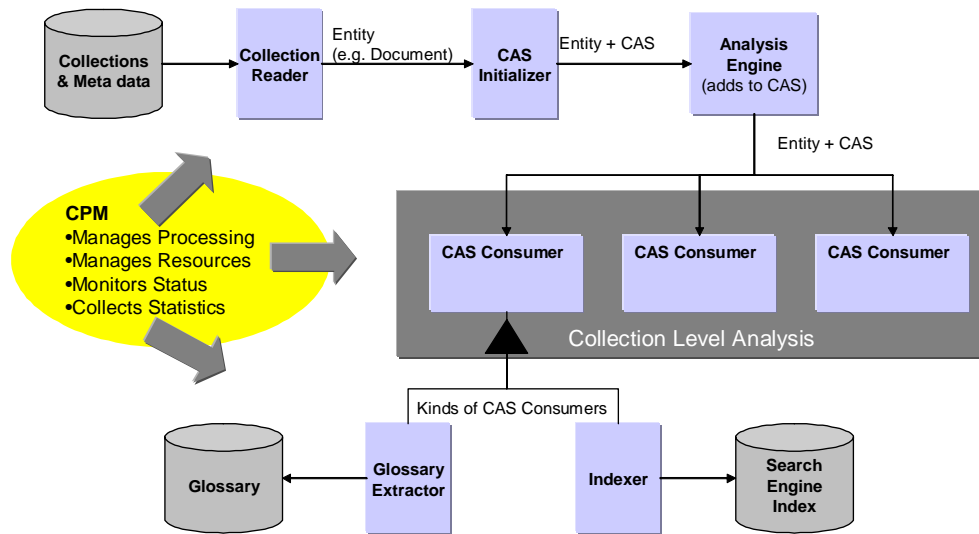 Collections
& Meta data
Collection
Reader
Entity
(e.g. Document)
CAS
Initializer
Entity + CAS
Analysis
Engine
(adds to CAS)
Entity + CAS
CPM
•Manages Processing
•Manages Resources
•Monitors Status
•Collects Statistics
CAS Consumer
CAS Consumer
CAS Consumer
Collection Level Analysis
Kinds of CAS Consumers
Glossary
Glossary
Extractor
Indexer
Search
Engine
Index